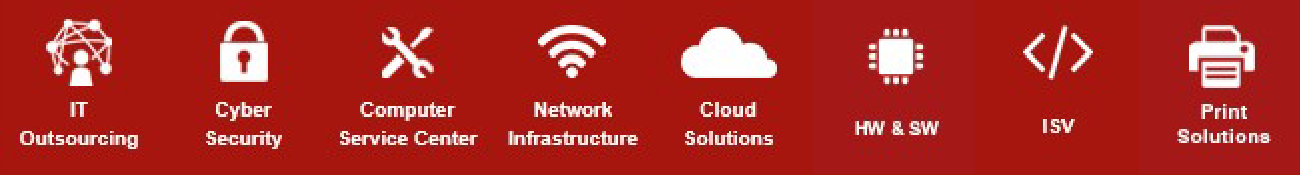 IT
Outsourcing
Cyber
Security
Computer
Service Center
Network
Infrastructure
Cloud
Solutions
HW & SW
ISV
Print
Solutions